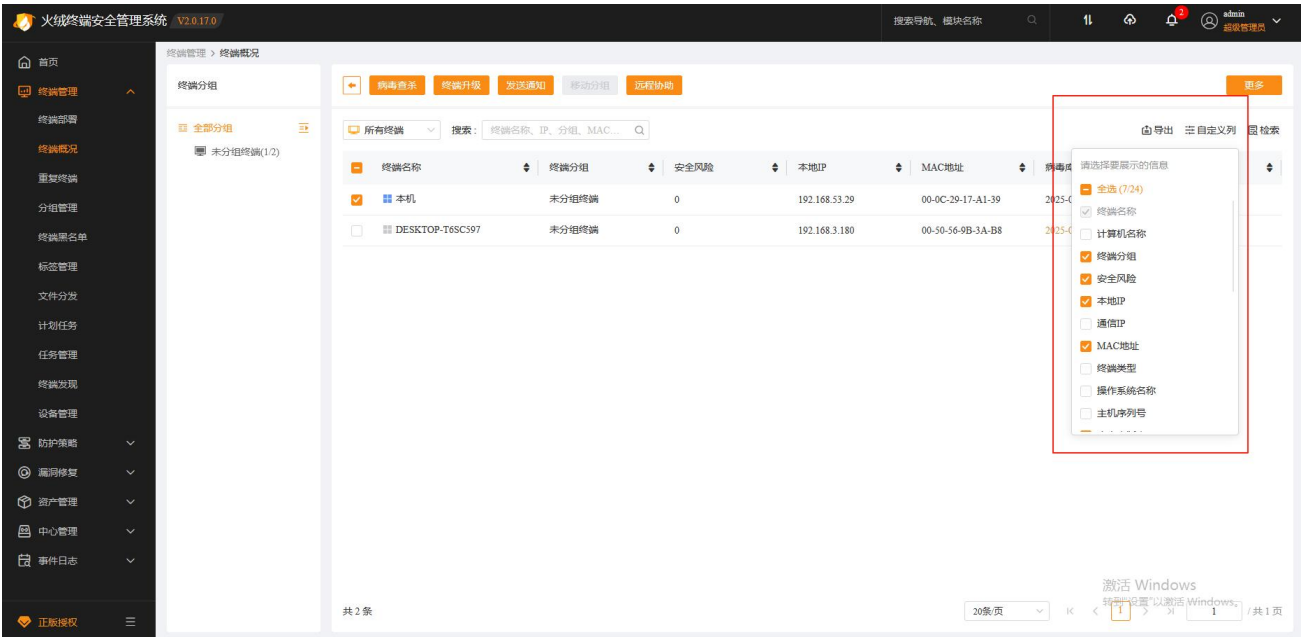 火绒终端安全管理系统 V2.0.17.0
搜索导航、模块名称
2
admin
超级管理员
首页
终端管理
终端部署
终端概况
重复终端
分组管理
终端黑名单
标签管理
文件分发
计划任务
任务管理
终端发现
设备管理
防护策略
漏洞修复
资产管理
中心管理
事件日志
正版授权
终端管理 > 终端概况
终端分组
全部分组
未分组终端(1/2)
病毒查杀 终端升级 发送通知 移动分组 远程协助 更多
所有终端 搜索： 终端名称、IP、分组、MAC... 导出 自定义列 检索
终端名称 终端分组 安全风险 本地IP MAC地址
本机 未分组终端 0 192.168.53.29 00-0C-29-17-A1-39 2025-0
DESKTOP-T6SC597 未分组终端 0 192.168.3.180 00-50-56-9B-3A-B8 2025-0
请选择要展示的信息
全选 (7/24)
终端名称
计算机名称
终端分组
安全风险
本地IP
通信IP
MAC地址
终端类型
操作系统名称
主机序列号
激活 Windows
转到"设置"以激活 Windows。
共 2 条 20条/页 1 1 / 共 1 页